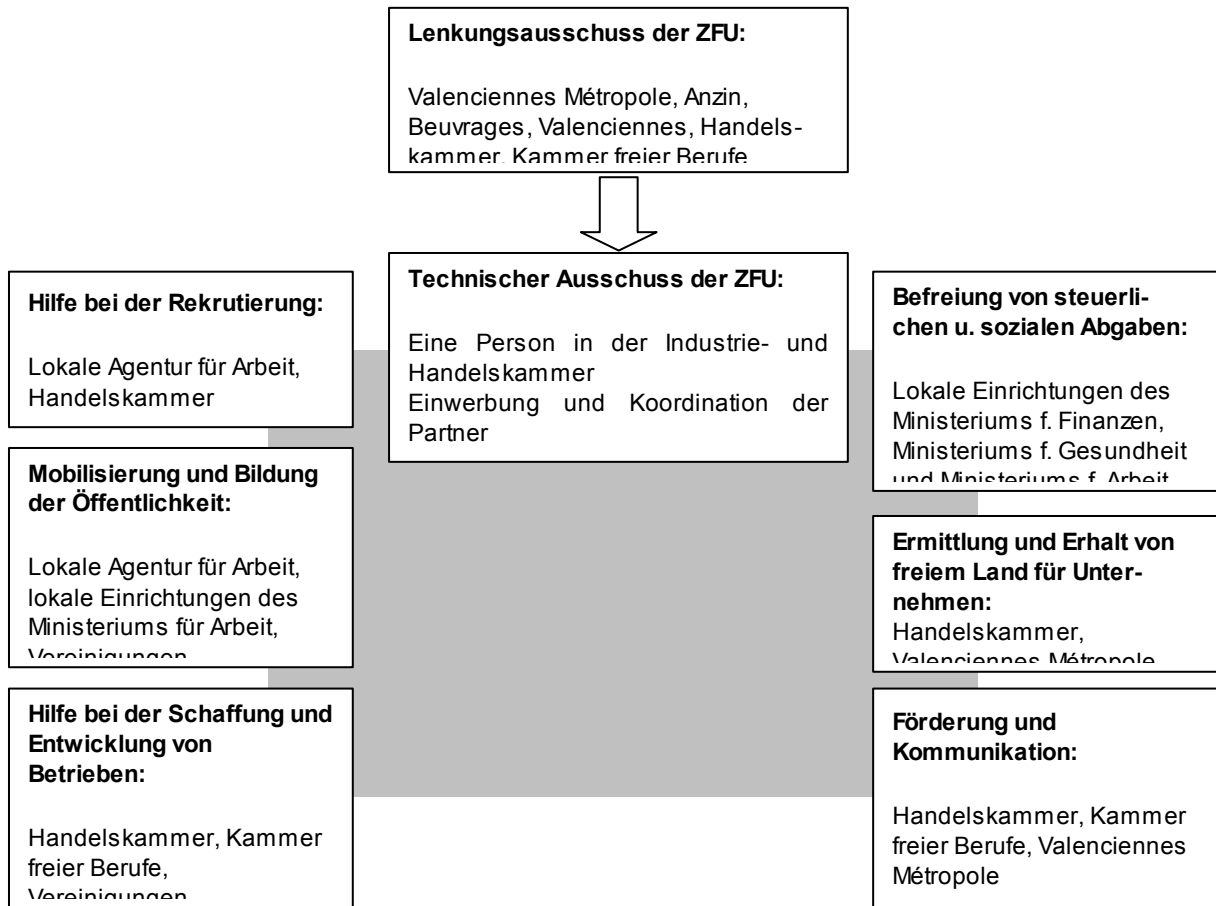 Lenkungsausschuss der ZFU:
Valenciennes Métropole, Anzin,
Beuvrages, Valenciennes, Handels-
kammer, Kammer freier Berufe
Technischer Ausschuss der ZFU:
Eine Person in der Industrie- und
Handelskammer
Einwerbung und Koordination der
Partner
Hilfe bei der Rekrutierung:
Lokale Agentur für Arbeit,
Handelskammer
Mobilisierung und Bildung
der Öffentlichkeit:
Lokale Agentur für Arbeit,
lokale Einrichtungen des
Ministeriums für Arbeit,
Vereinigungen
Hilfe bei der Schaffung und
Entwicklung von
Betrieben:
Handelskammer, Kammer
freier Berufe,
Vereinigungen
Befreiung von steuerli-
chen u. sozialen Abgaben:
Lokale Einrichtungen des
Ministeriums f. Finanzen,
Ministeriums f. Gesundheit
und Ministeriums f. Arbeit
Ermittlung und Erhalt von
freiem Land für Unter-
nehmen:
Handelskammer,
Valenciennes Métropole
Förderung und
Kommunikation:
Handelskammer, Kammer
freier Berufe, Valenciennes
Métropole